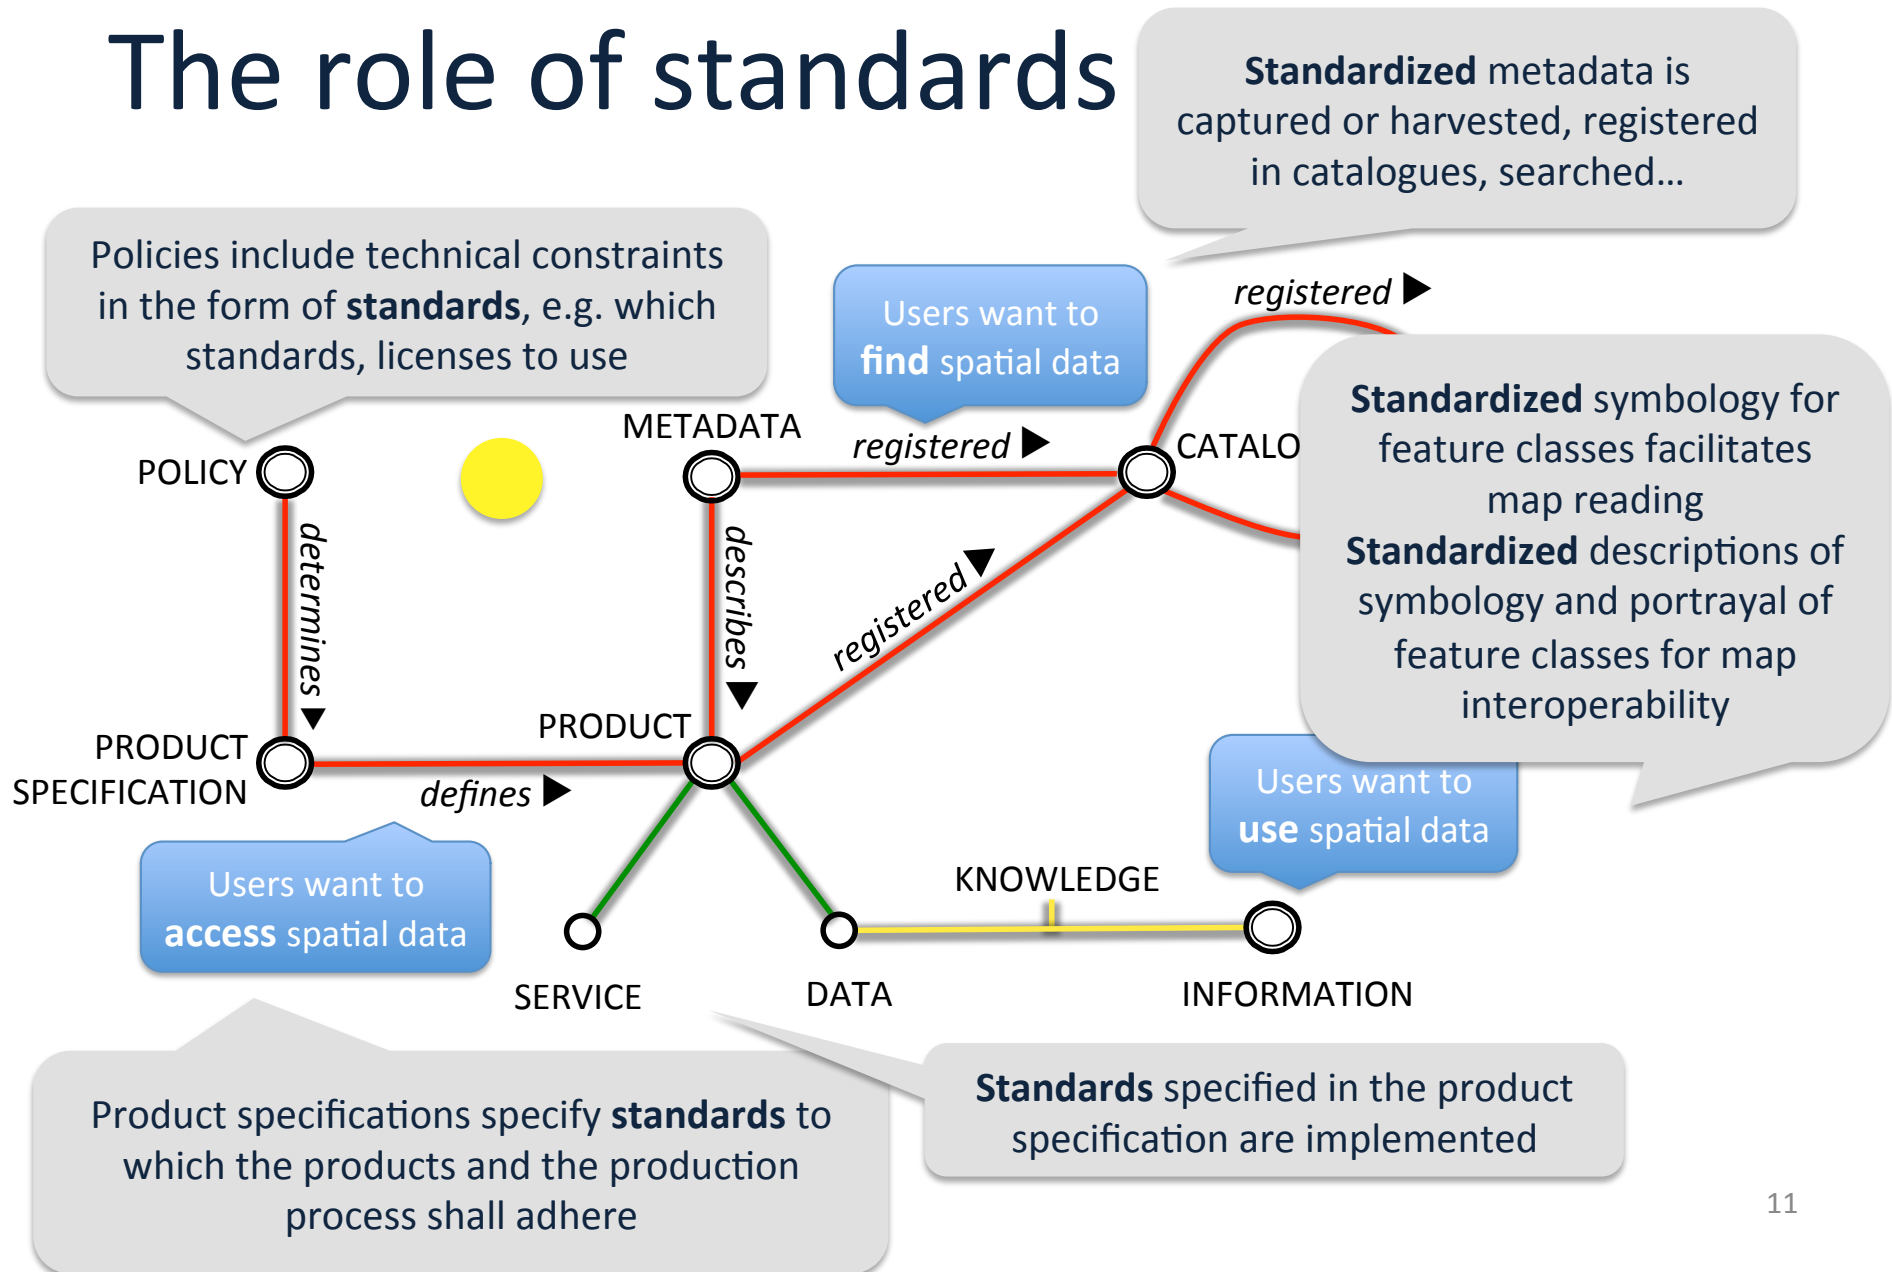 The role of standards
Standardized metadata is
captured or harvested, registered
in catalogues, searched…
Policies include technical constraints
in the form of standards, e.g. which
standards, licenses to use
Users want to
find spatial data
registered ▶
Standardized symbology for
feature classes facilitates
map reading
Standardized descriptions of
symbology and portrayal of
feature classes for map
interoperability
METADATA
registered ▶
CATALO
POLICY
determines ▶
describes ▶
registered ▶
PRODUCT
PRODUCT
SPECIFICATION
defines ▶
Users want to
use spatial data
Users want to
access spatial data
KNOWLEDGE
SERVICE
DATA
INFORMATION
Product specifications specify standards to
which the products and the production
process shall adhere
Standards specified in the product
specification are implemented
11